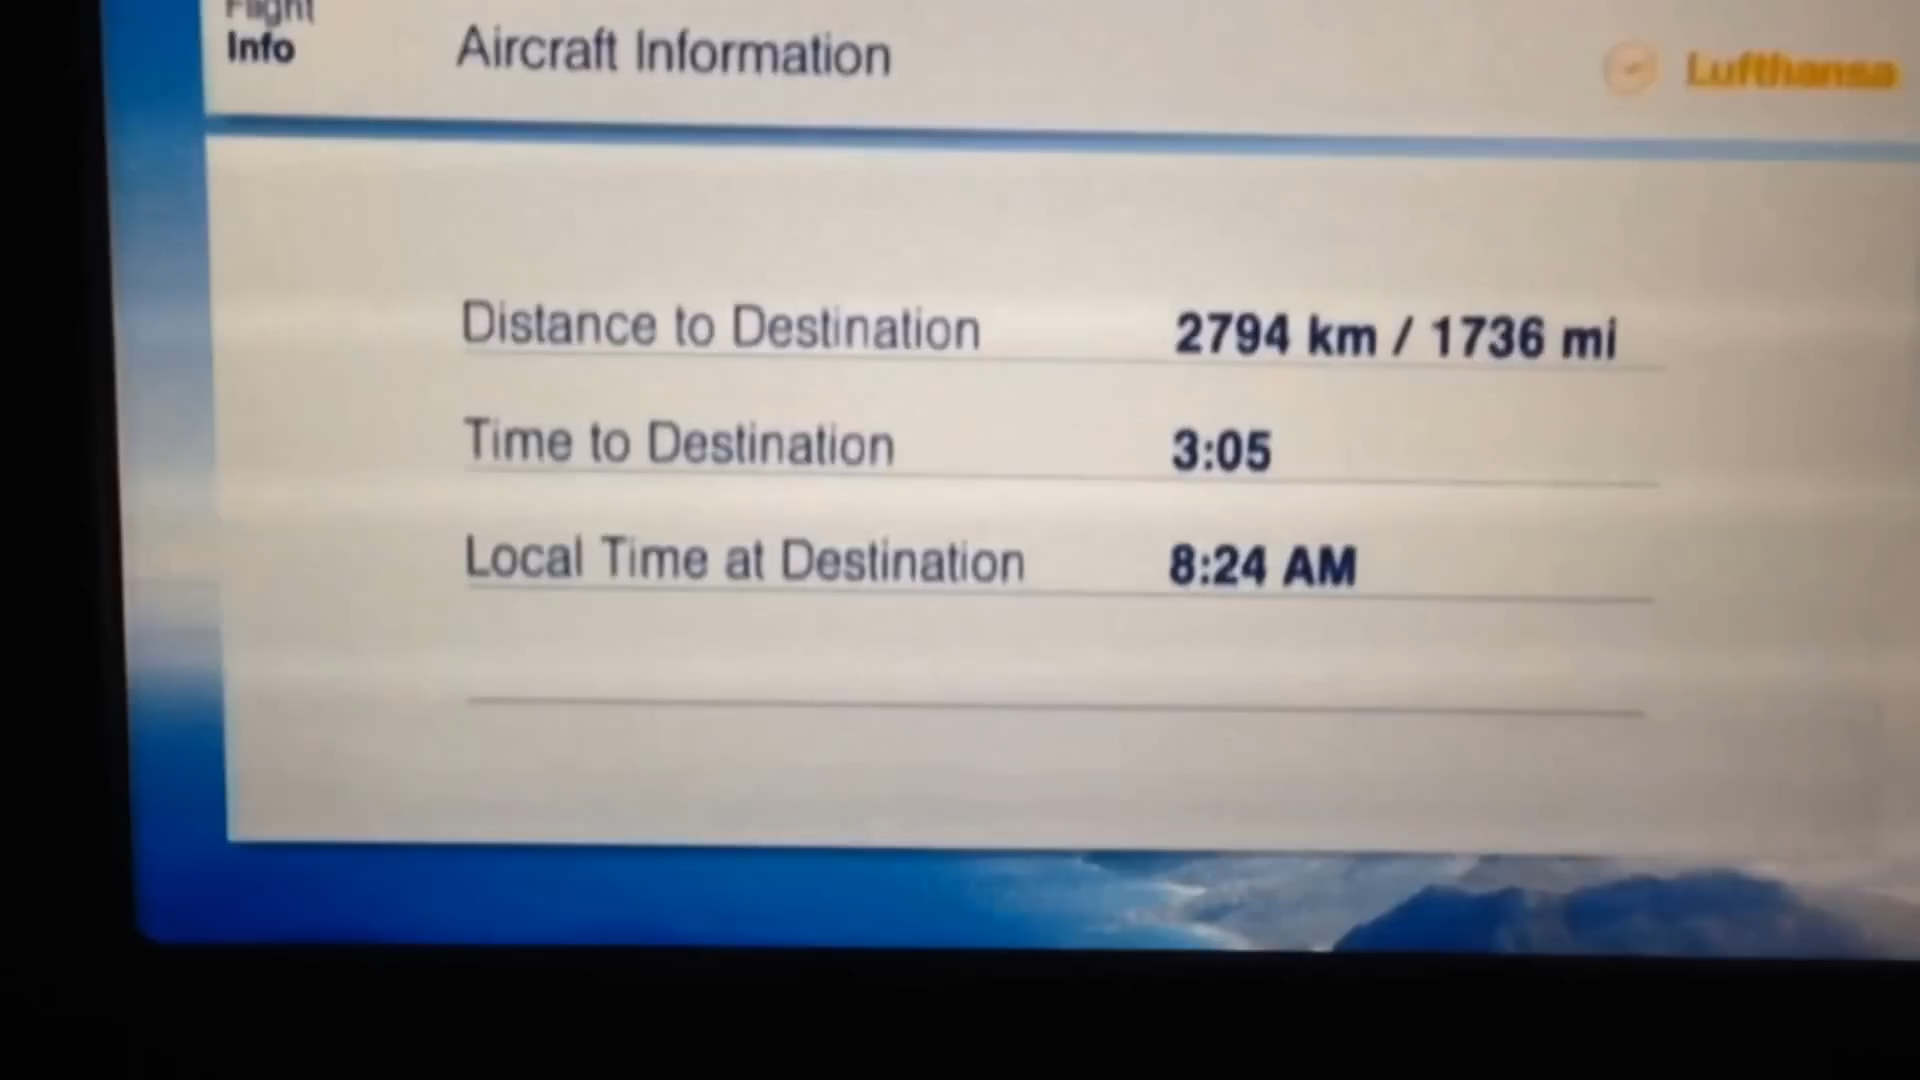 Flight
Info
Aircraft Information
Lufthansa
Distance to Destination 2794 km / 1736 mi
Time to Destination 3:05
Local Time at Destination 8:24 AM